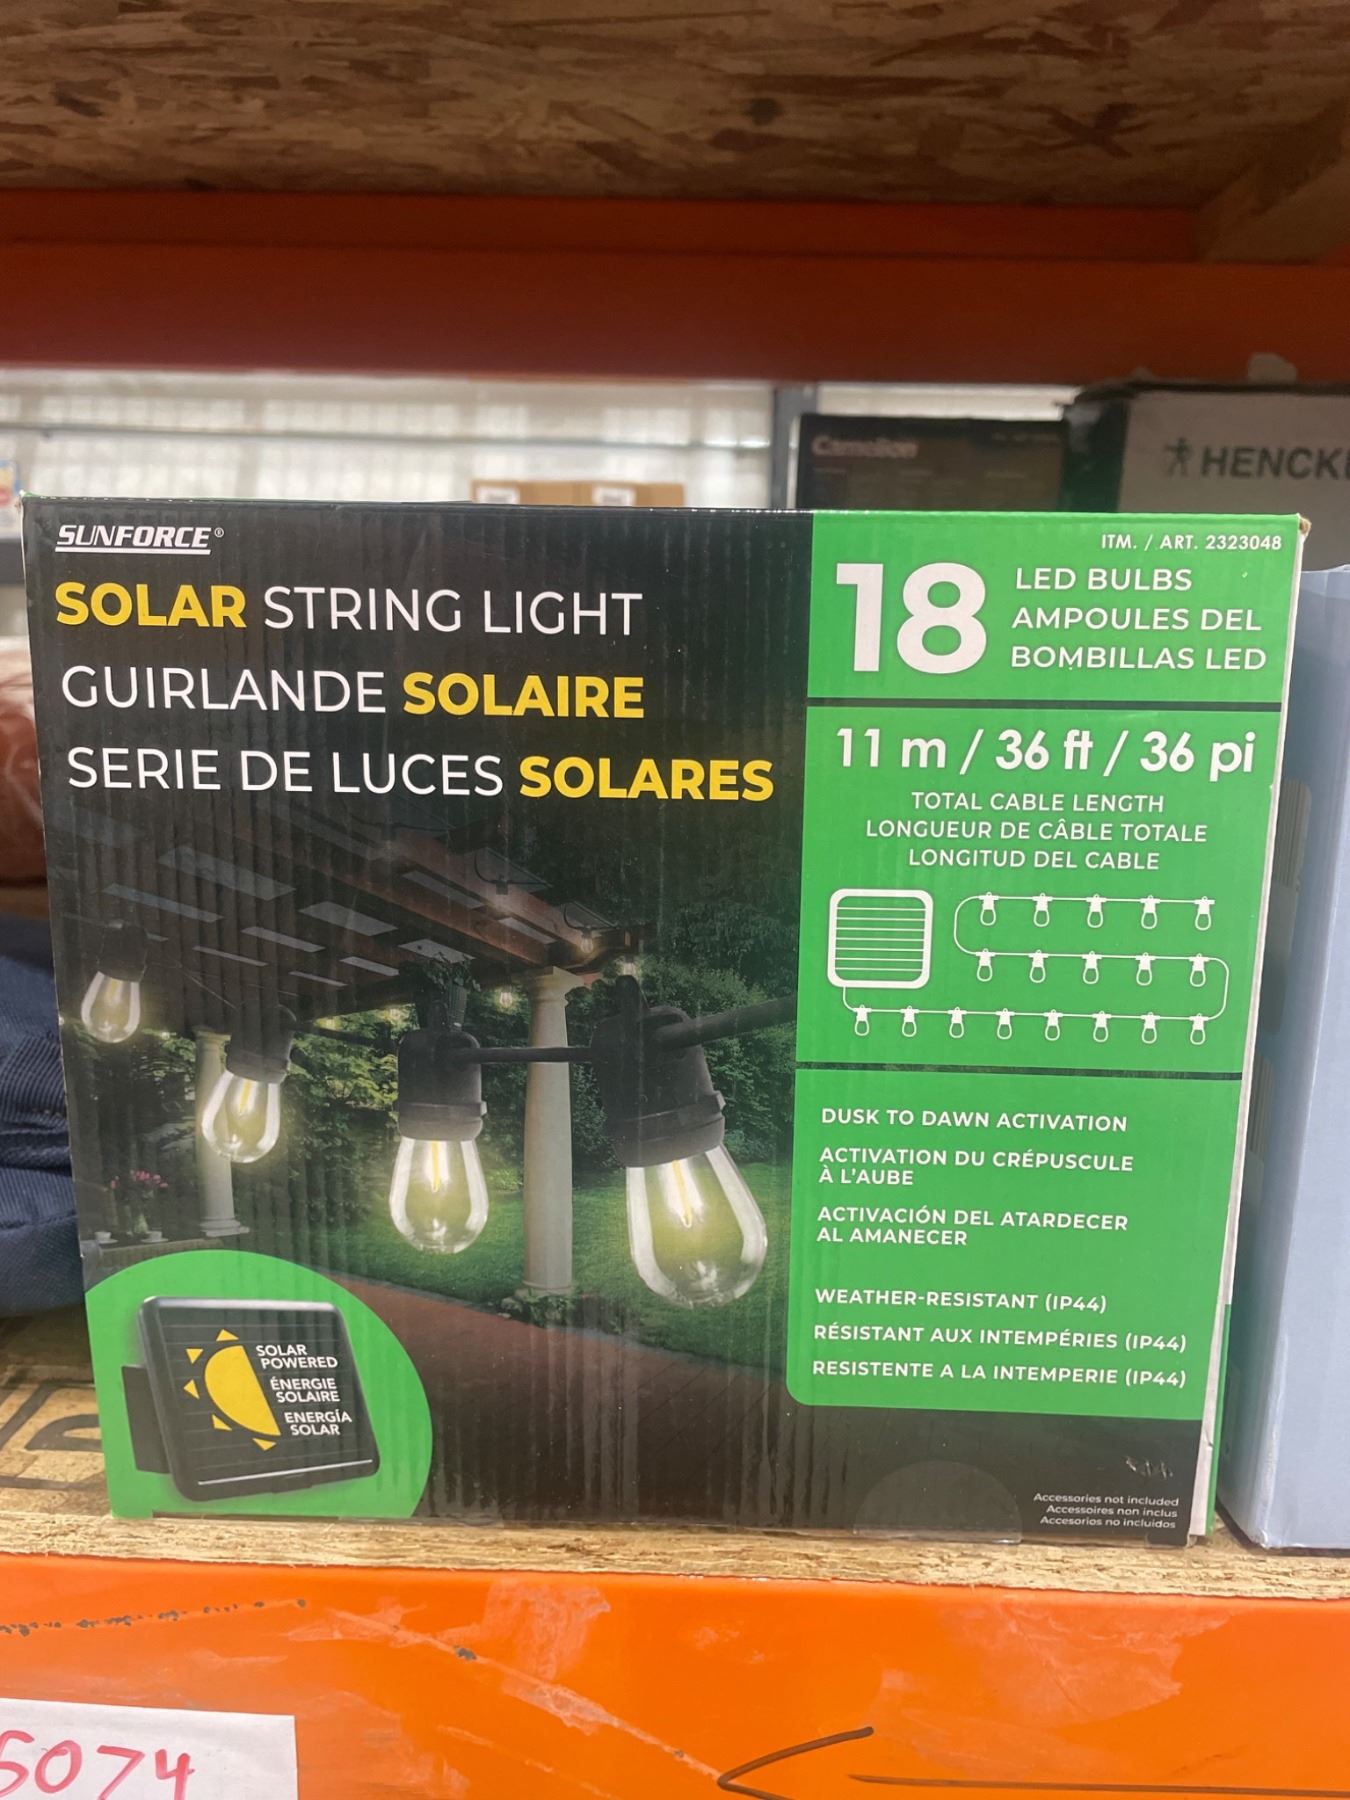 Camelion
HENCK
SUNFORCE®
SOLAR STRING LIGHT
GUIRLANDE SOLAIRE
SERIE DE LUCES SOLARES
ITM. / ART. 2323048
18
LED BULBS
AMPOULES DEL
BOMBILLAS LED
11 m / 36 ft / 36 pi
TOTAL CABLE LENGTH
LONGUEUR DE CÂBLE TOTALE
LONGITUD DEL CABLE
DUSK TO DAWN ACTIVATION
ACTIVATION DU CRÉPUSCULE
À L'AUBE
ACTIVACIÓN DEL ATARDECER
AL AMANECER
WEATHER-RESISTANT (IP44)
RÉSISTANT AUX INTEMPÉRIES (IP44)
RESISTENTE A LA INTEMPERIE (IP44)
SOLAR
POWERED
ÉNERGIE
SOLAIRE
ENERGÍA
SOLAR
Accessories not included
Accessoires non inclus
Accesorios no incluidos
5074